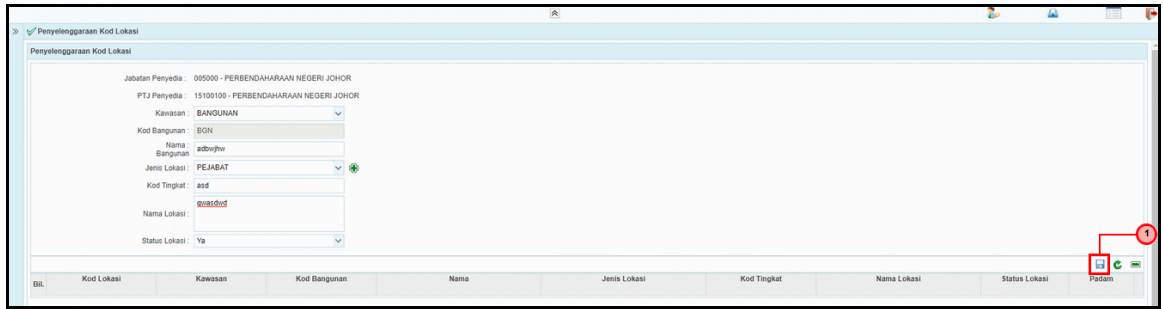 Penyelenggaraan Kod Lokasi
Penyelenggaraan Kod Lokasi
Jabatan Penyedia : 005000 - PERBENDAHARAAN NEGERI JOHOR
PTJ Penyedia : 15100100 - PERBENDAHARAAN NEGERI JOHOR
Kawasan : BANGUNAN
Kod Bangunan : BGN
Nama : adbwjhw
Bangunan
Jenis Lokasi : PEJABAT
Kod Tingkat : asd
qwasdwd
Nama Lokasi :
Status Lokasi : Ya
1
Bil. Kod Lokasi Kawasan Kod Bangunan Nama Jenis Lokasi Kod Tingkat Nama Lokasi Status Lokasi Padam